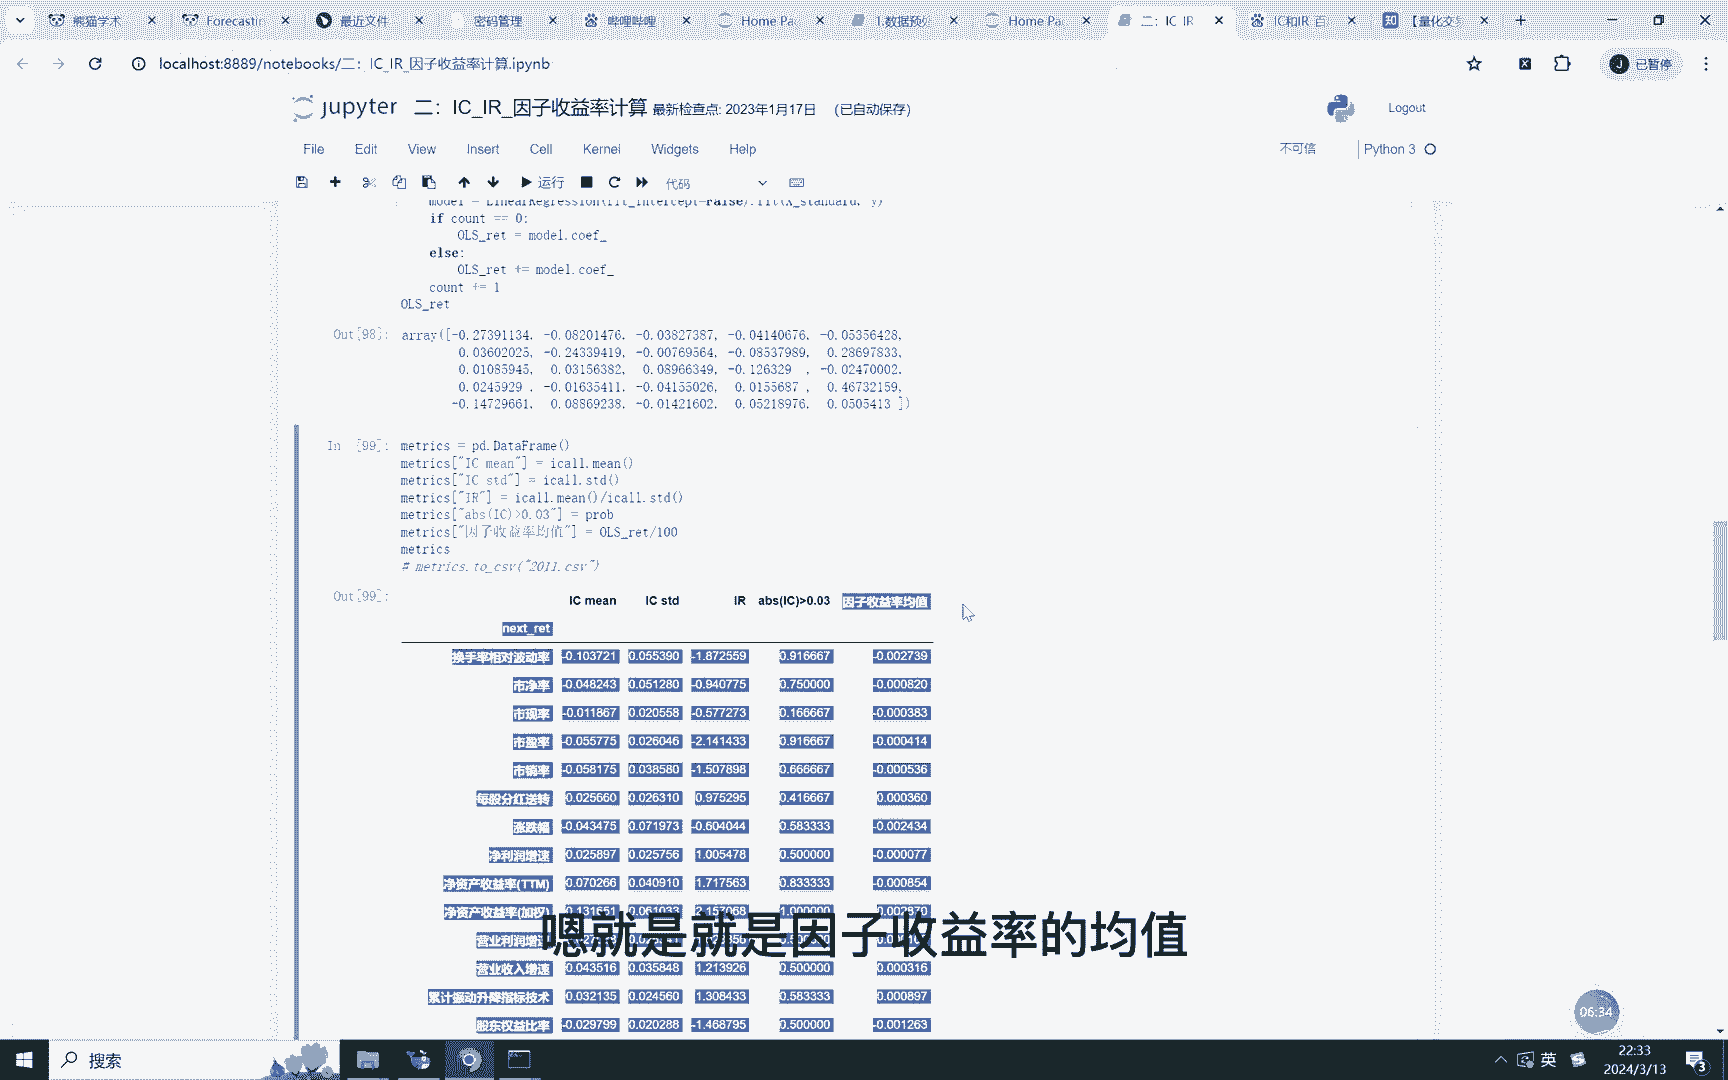 熊猫学术
Forecastin
最近文件
密码管理
哔哩哔哩
Home Pa
1.数据预处
Home Pa
二：IC_IR
IC和IR_百
【量化交易
localhost:8889/notebooks/二：IC_IR_因子收益率计算.ipynb
已暂停
jupyter 二：IC_IR_因子收益率计算 最新检查点: 2023年1月17日 (已自动保存)
Logout
File Edit View Insert Cell Kernel Widgets Help
不可信 Python 3
运行 代码
model = LinearRegression(fit_intercept=False).fit(X_standard, y)
if count == 0:
OLS_ret = model.coef_
else:
OLS_ret += model.coef_
count += 1
OLS_ret
Out[98]: array([-0.27391134, -0.08201476, -0.03827387, -0.04140676, -0.05356428,
0.03602025, -0.24339419, -0.00769564, -0.08537989, 0.28697833,
0.01085945, 0.03156382, 0.08966349, -0.126329 , -0.02470002,
0.0245929 , -0.01635411, -0.04155026, 0.0155687 , 0.46732159,
-0.14729661, 0.08869238, -0.01421602, 0.05218976, 0.0505413 ])
In [99]: metrics = pd.DataFrame()
metrics["IC mean"] = icall.mean()
metrics["IC std"] = icall.std()
metrics["IR"] = icall.mean()/icall.std()
metrics["abs(IC)>0.03"] = prob
metrics["因子收益率均值"] = OLS_ret/100
metrics
# metrics.to_csv("2011.csv")
Out[99]: IC mean IC std IR abs(IC)>0.03 因子收益率均值
next_ret
换手率相对波动率 -0.103721 0.055390 -1.872559 0.916667 -0.002739
市净率 -0.048243 0.051280 -0.940775 0.750000 -0.000820
市现率 -0.011867 0.020558 -0.577273 0.166667 -0.000383
市盈率 -0.055775 0.026046 -2.141433 0.916667 -0.000414
市销率 -0.058175 0.038580 -1.507898 0.666667 -0.000536
每股分红送转 0.025660 0.026310 0.975295 0.416667 0.000360
涨跌幅 -0.043475 0.071973 -0.604044 0.583333 -0.002434
净利润增速 0.025897 0.025756 1.005478 0.500000 -0.000077
净资产收益率(TTM) 0.070266 0.040910 1.717563 0.833333 -0.000854
净资产收益率(加权) 0.131651 0.061033 2.157068 1.000000 0.002870
营业利润增
营业收入增速 0.043516 0.035848 1.213926 0.500000 0.000316
累计振动升降指标技术 0.032135 0.024560 1.308433 0.583333 0.000897
股东权益比率 -0.029799 0.020288 -1.468795 0.500000 -0.001263
嗯就是就是因子收益率的均值
06:34
搜索
英
22:33
2024/3/13
3